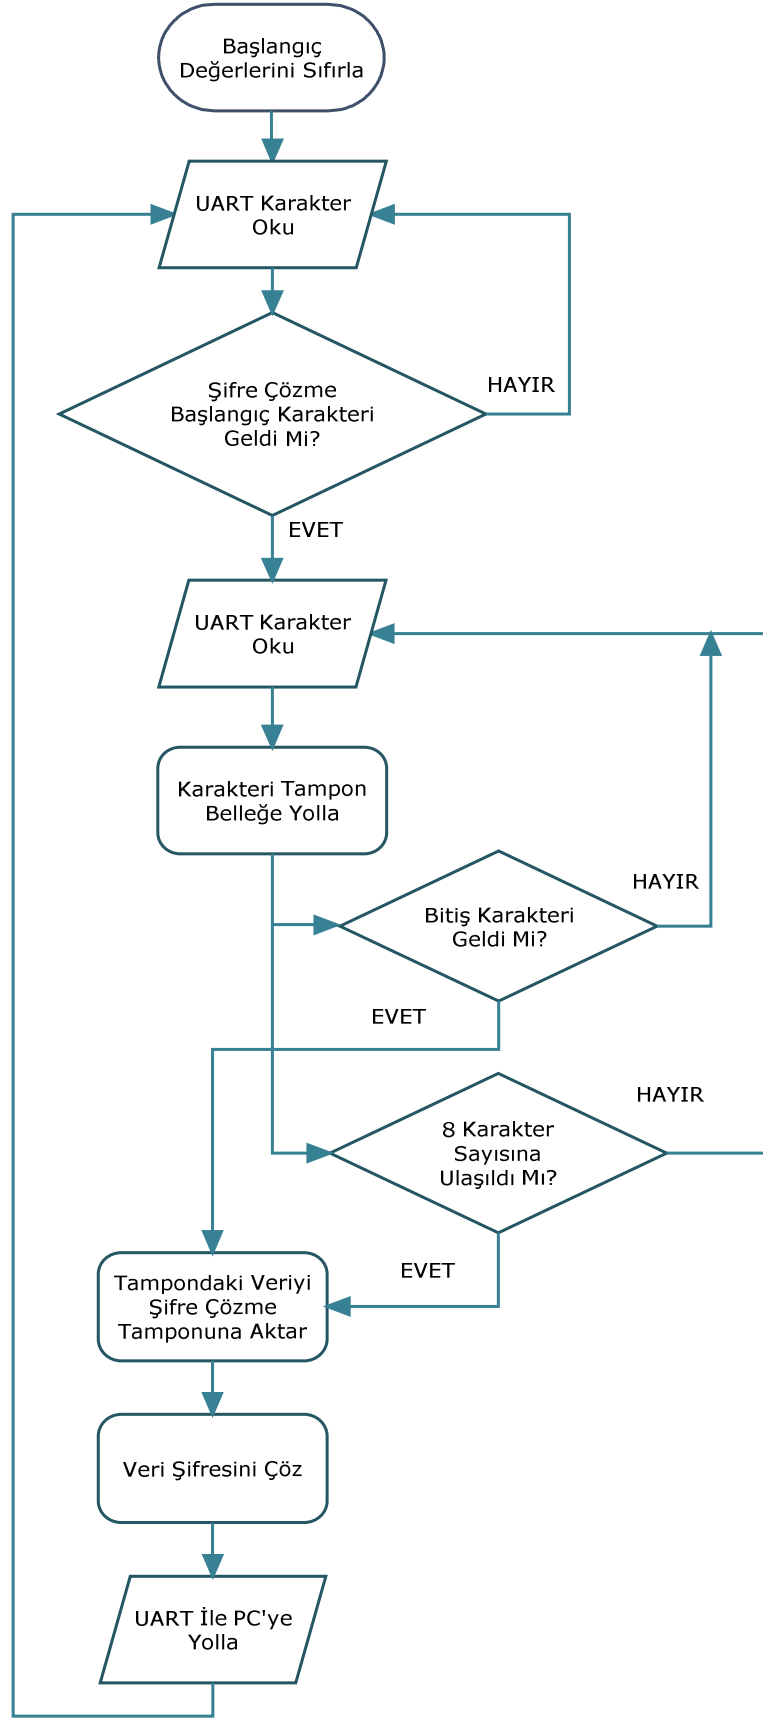 Başlangıç
Değerlerini Sıfırla
UART Karakter
Oku
HAYIR
Şifre Çözme
Başlangıç Karakteri
Geldi Mi?
EVET
UART Karakter
Oku
Karakteri Tampon
Belleğe Yolla
HAYIR
Bitiş Karakteri
Geldi Mi?
EVET
HAYIR
8 Karakter
Sayısına
Ulaşıldı Mı?
EVET
Tampondaki Veriyi
Şifre Çözme
Tamponuna Aktar
Veri Şifresini Çöz
UART İle PC'ye
Yolla